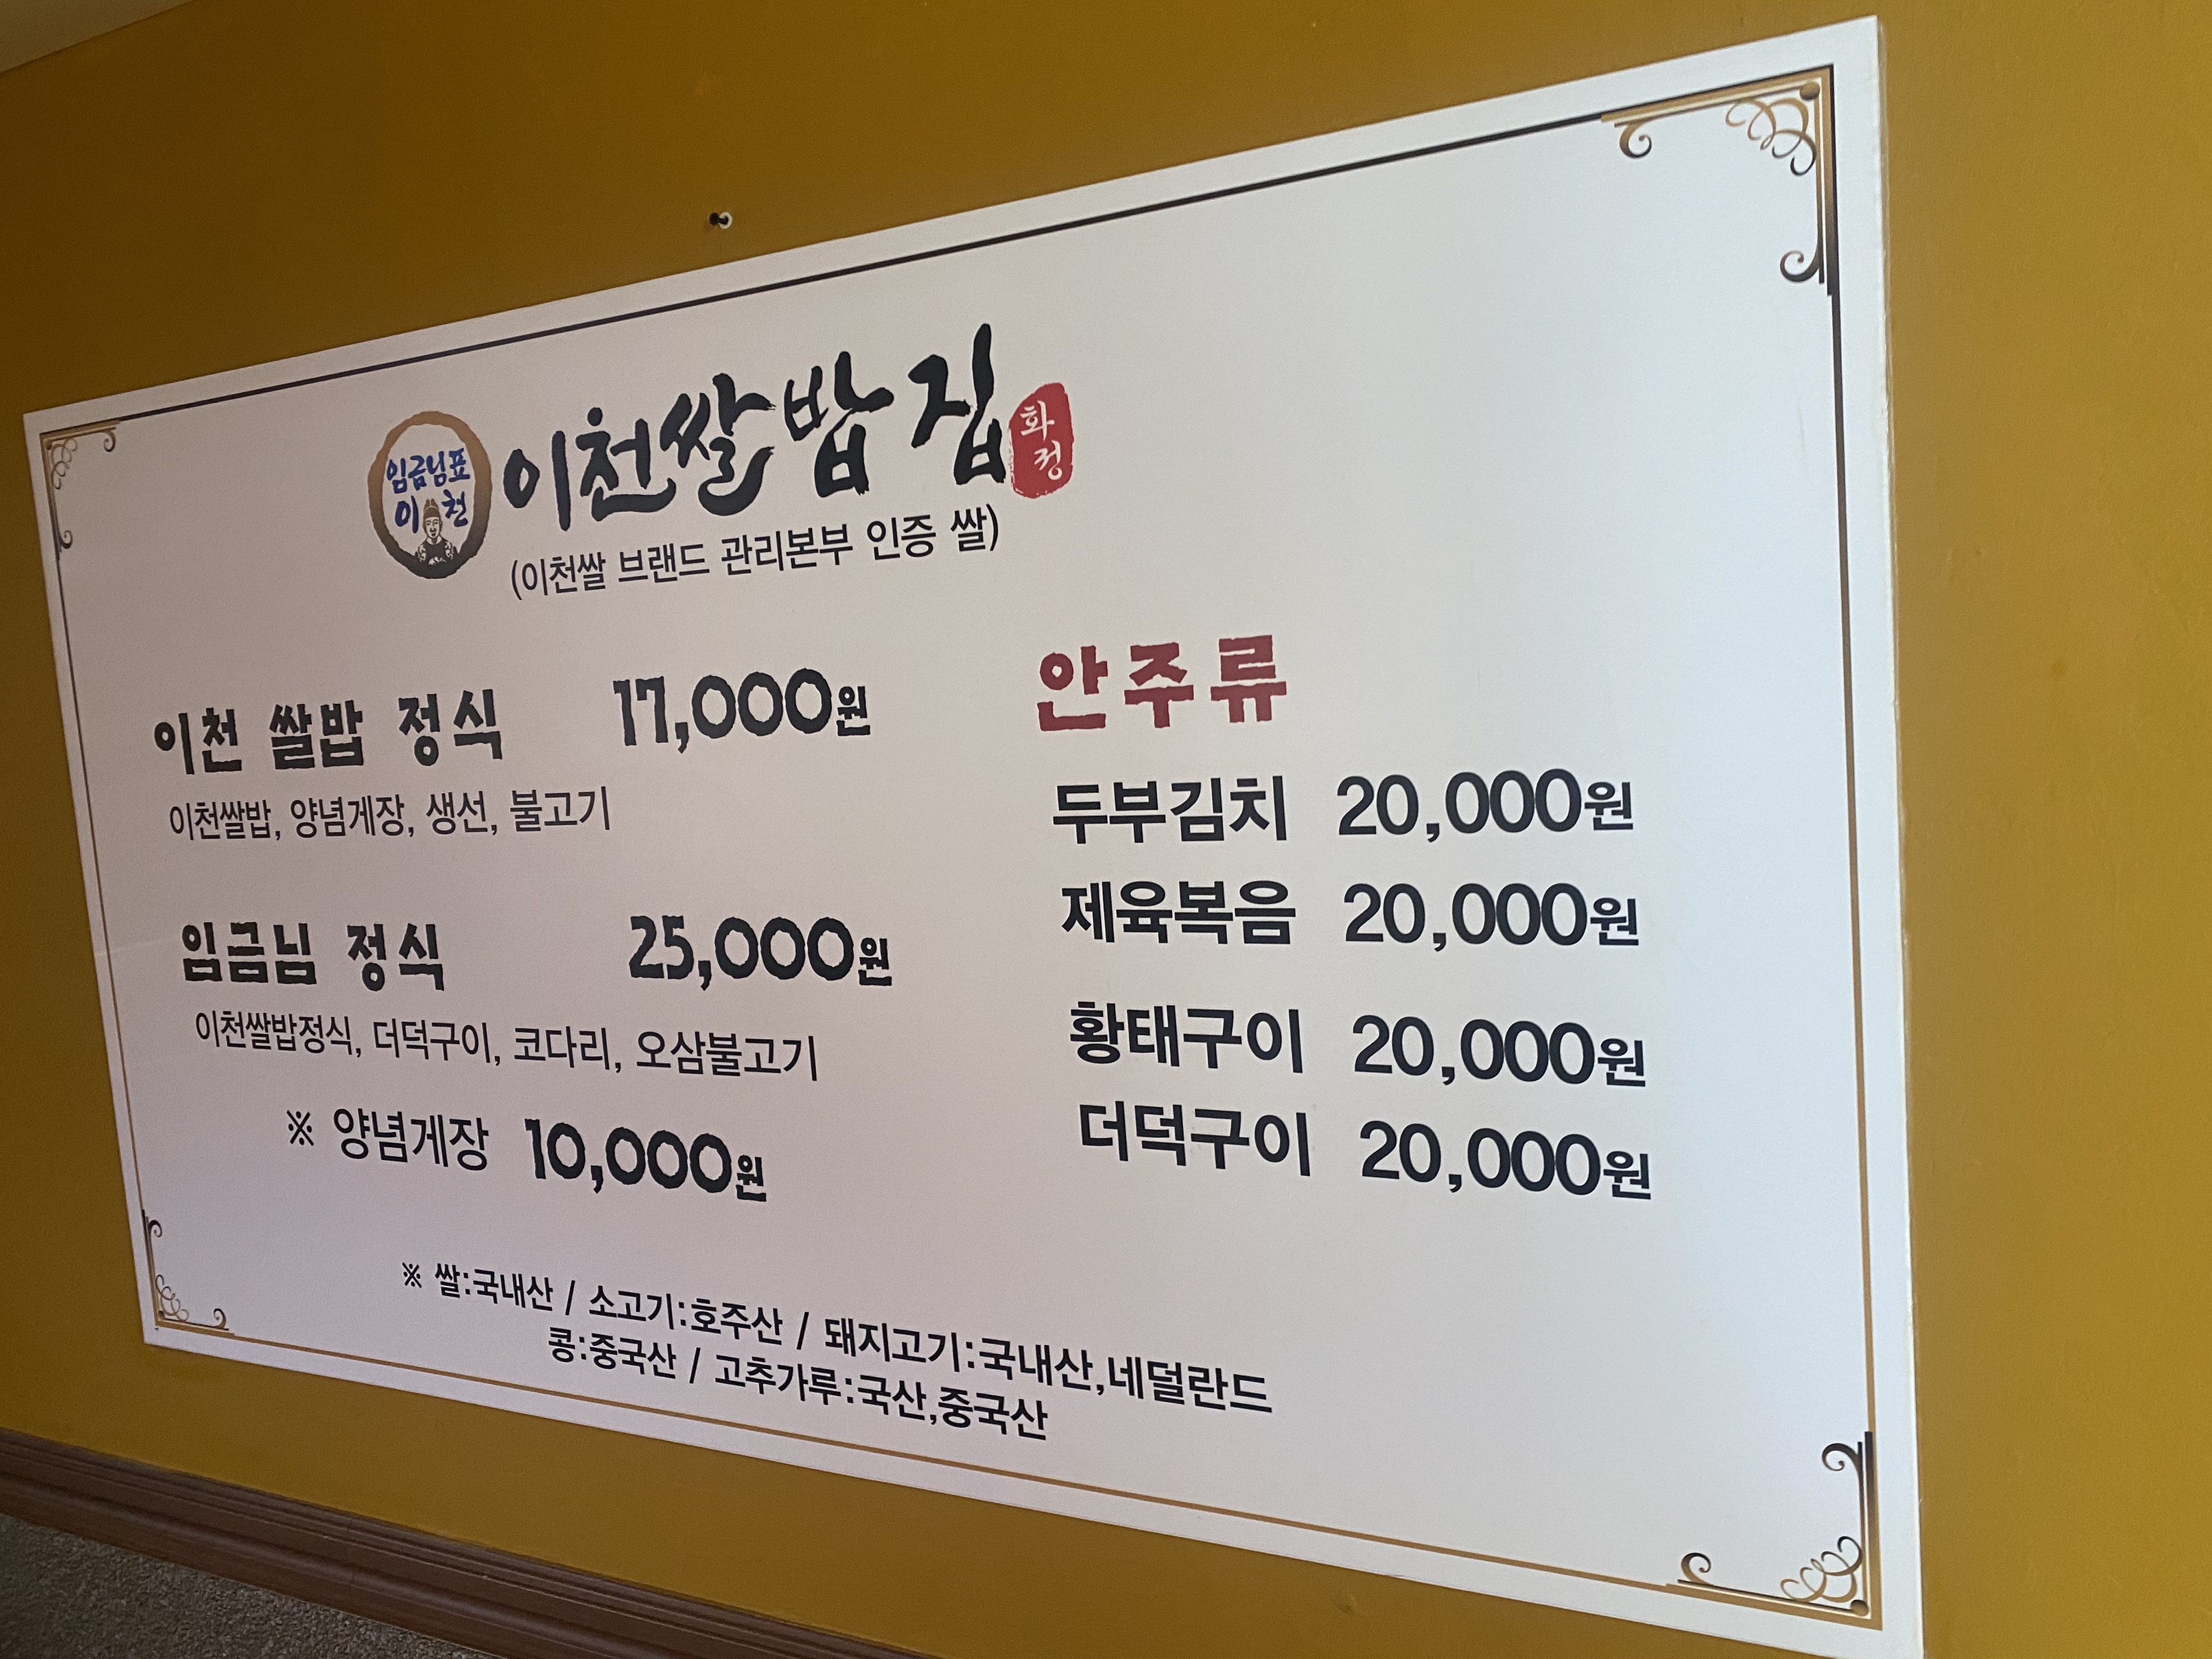 임금님표
이천
이천쌀밥집
화정
(이천쌀 브랜드 관리본부 인증 쌀)
이천 쌀밥 정식 17,000원
이천쌀밥, 양념게장, 생선, 불고기
임금님 정식 25,000원
이천쌀밥정식, 더덕구이, 코다리, 오삼불고기
※ 양념게장 10,000원
안주류
두부김치 20,000원
제육복음 20,000원
황태구이 20,000원
더덕구이 20,000원
※ 쌀:국내산 / 소고기:호주산 / 돼지고기:국내산,네덜란드
콩:중국산 / 고추가루:국산,중국산